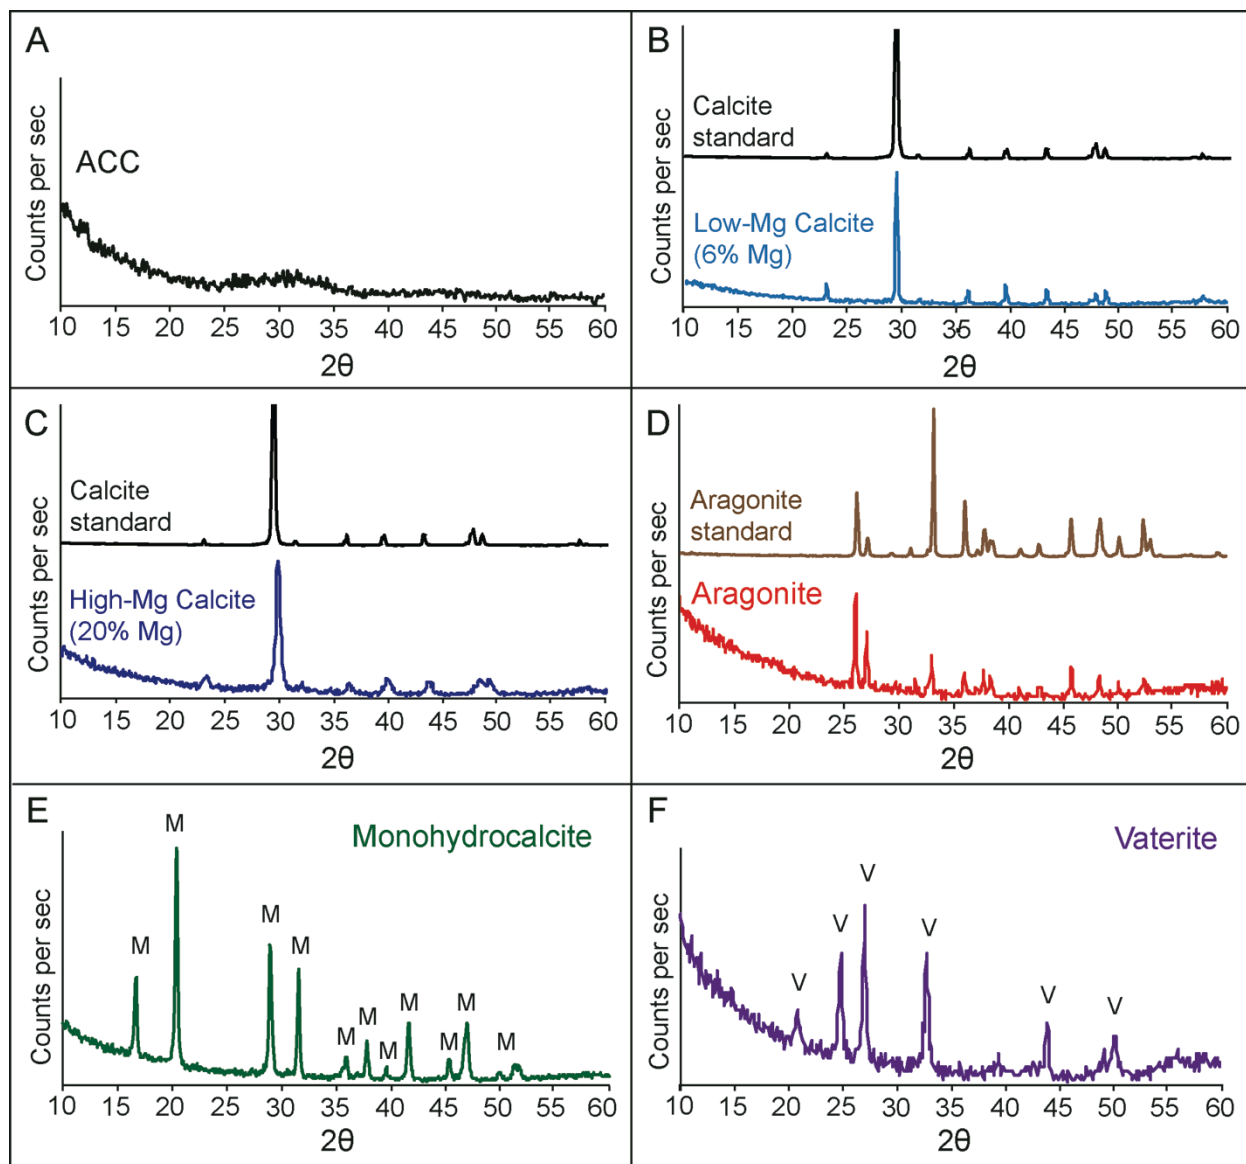 A
Counts per sec
ACC
10 15 20 25 30 35 40 45 50 55 60
2θ
B
Counts per sec
Calcite
standard
Low-Mg Calcite
(6% Mg)
10 15 20 25 30 36 40 45 50 55 60
2θ
C
Counts per sec
Calcite
standard
High-Mg Calcite
(20% Mg)
10 15 20 25 30 35 40 45 50 55 60
2θ
D
Counts per sec
Aragonite
standard
Aragonite
10 15 20 25 30 35 40 45 50 55 60
2θ
E
Monohydrocalcite
Counts per sec
M M M M M M M M M M M
10 15 20 25 30 35 40 45 50 55 60
2θ
F
Vaterite
Counts per sec
V V V V V V
10 15 20 25 30 35 40 45 50 55 60
2θ